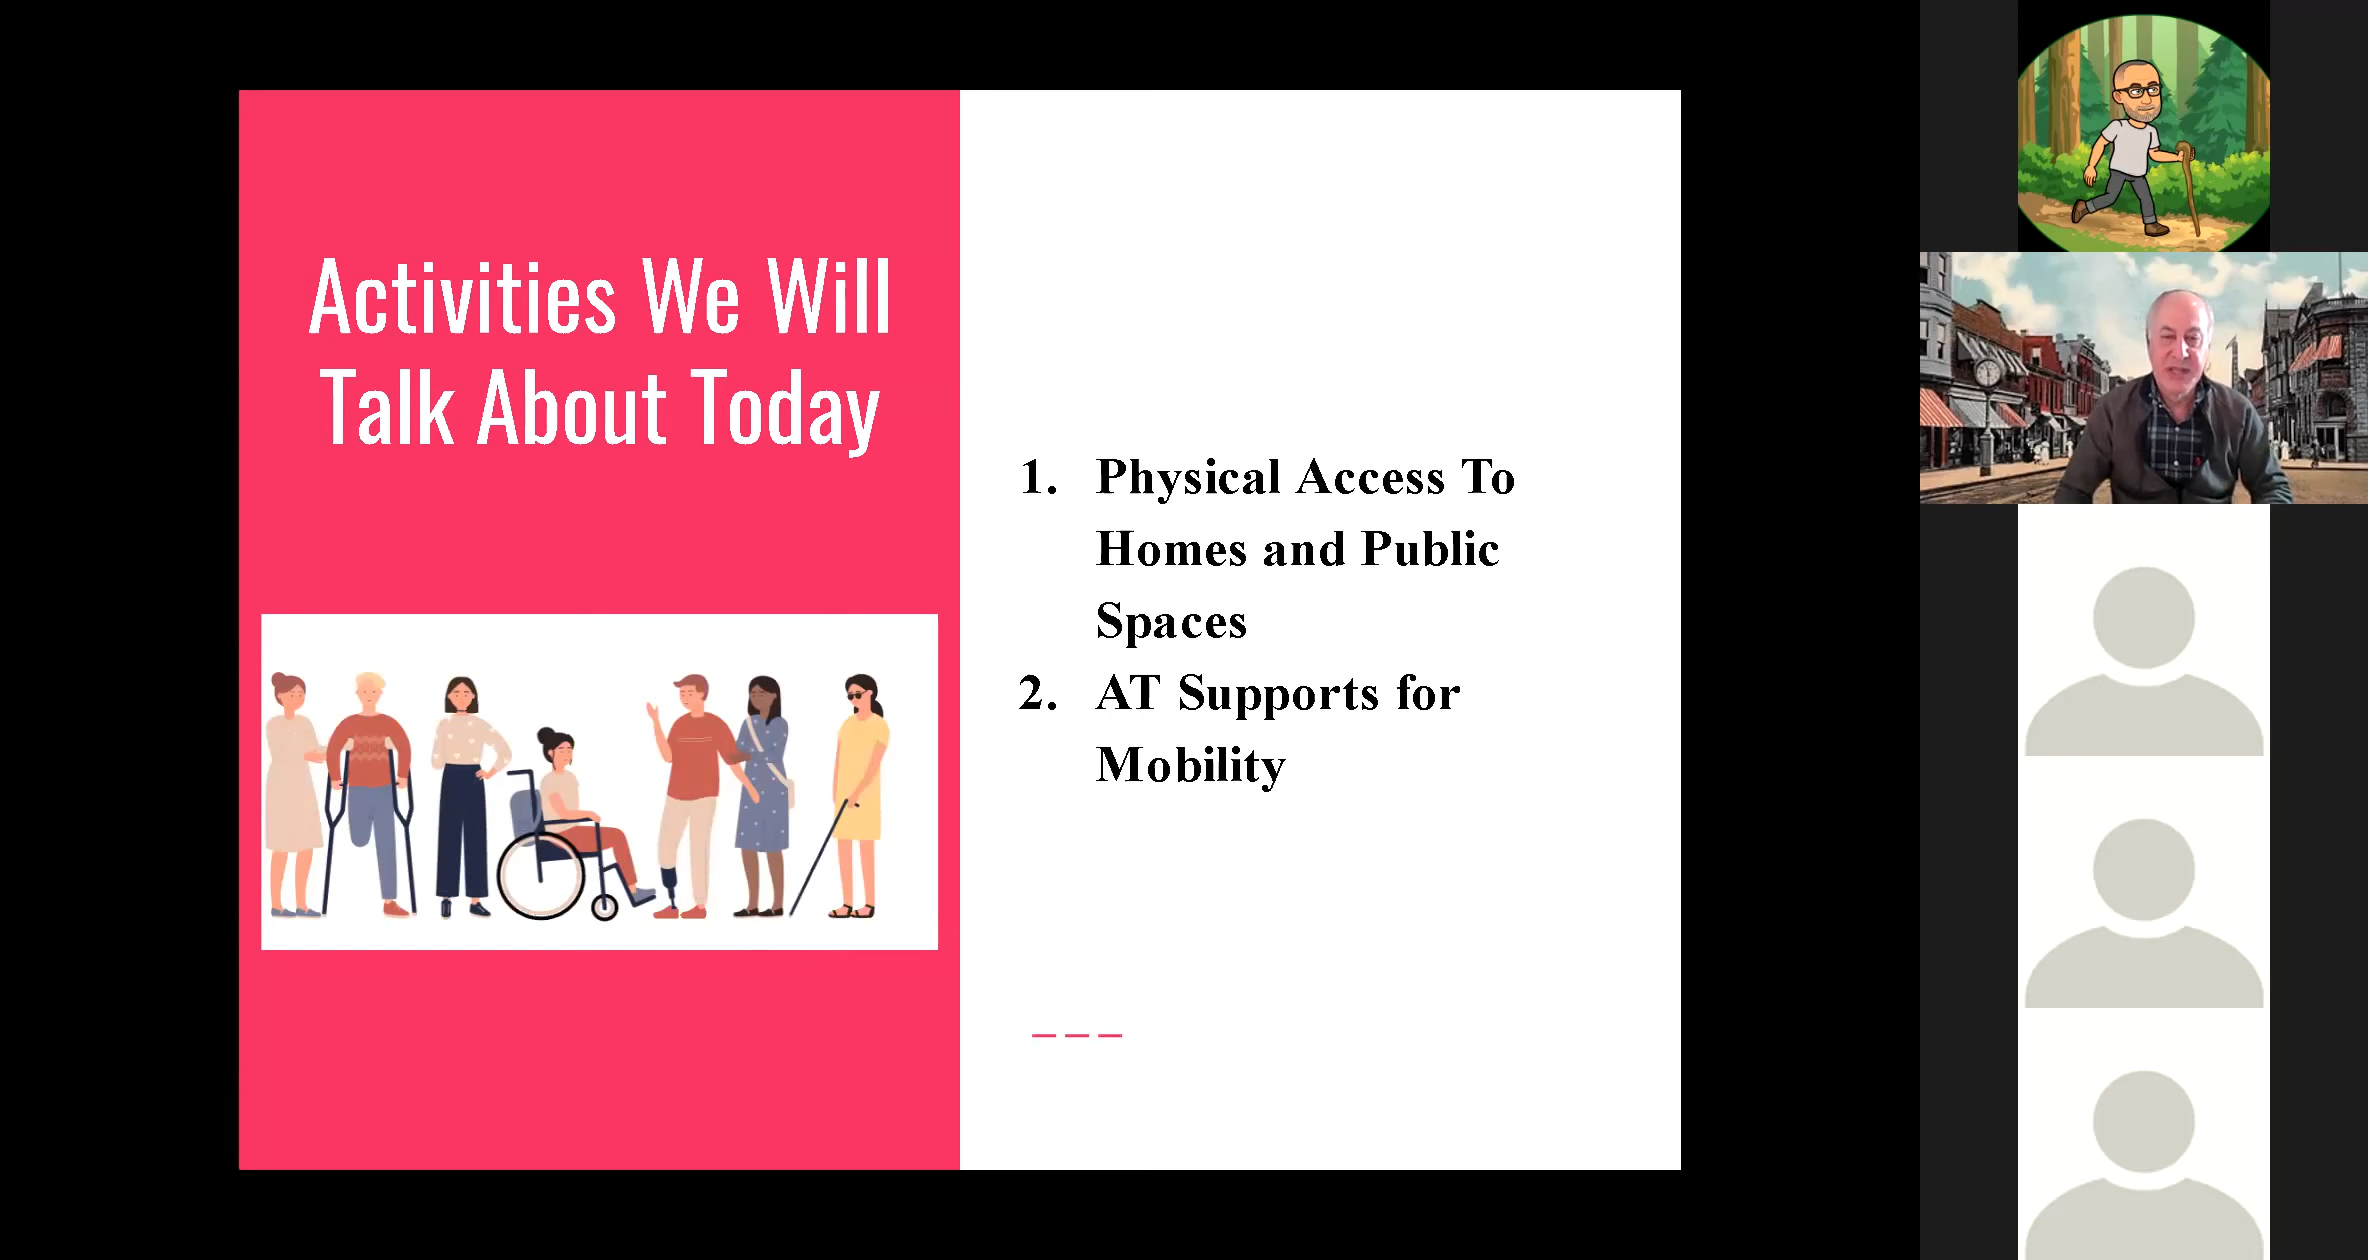 Activities We Will
Talk About Today
1. Physical Access To
Homes and Public
Spaces
2. AT Supports for
Mobility